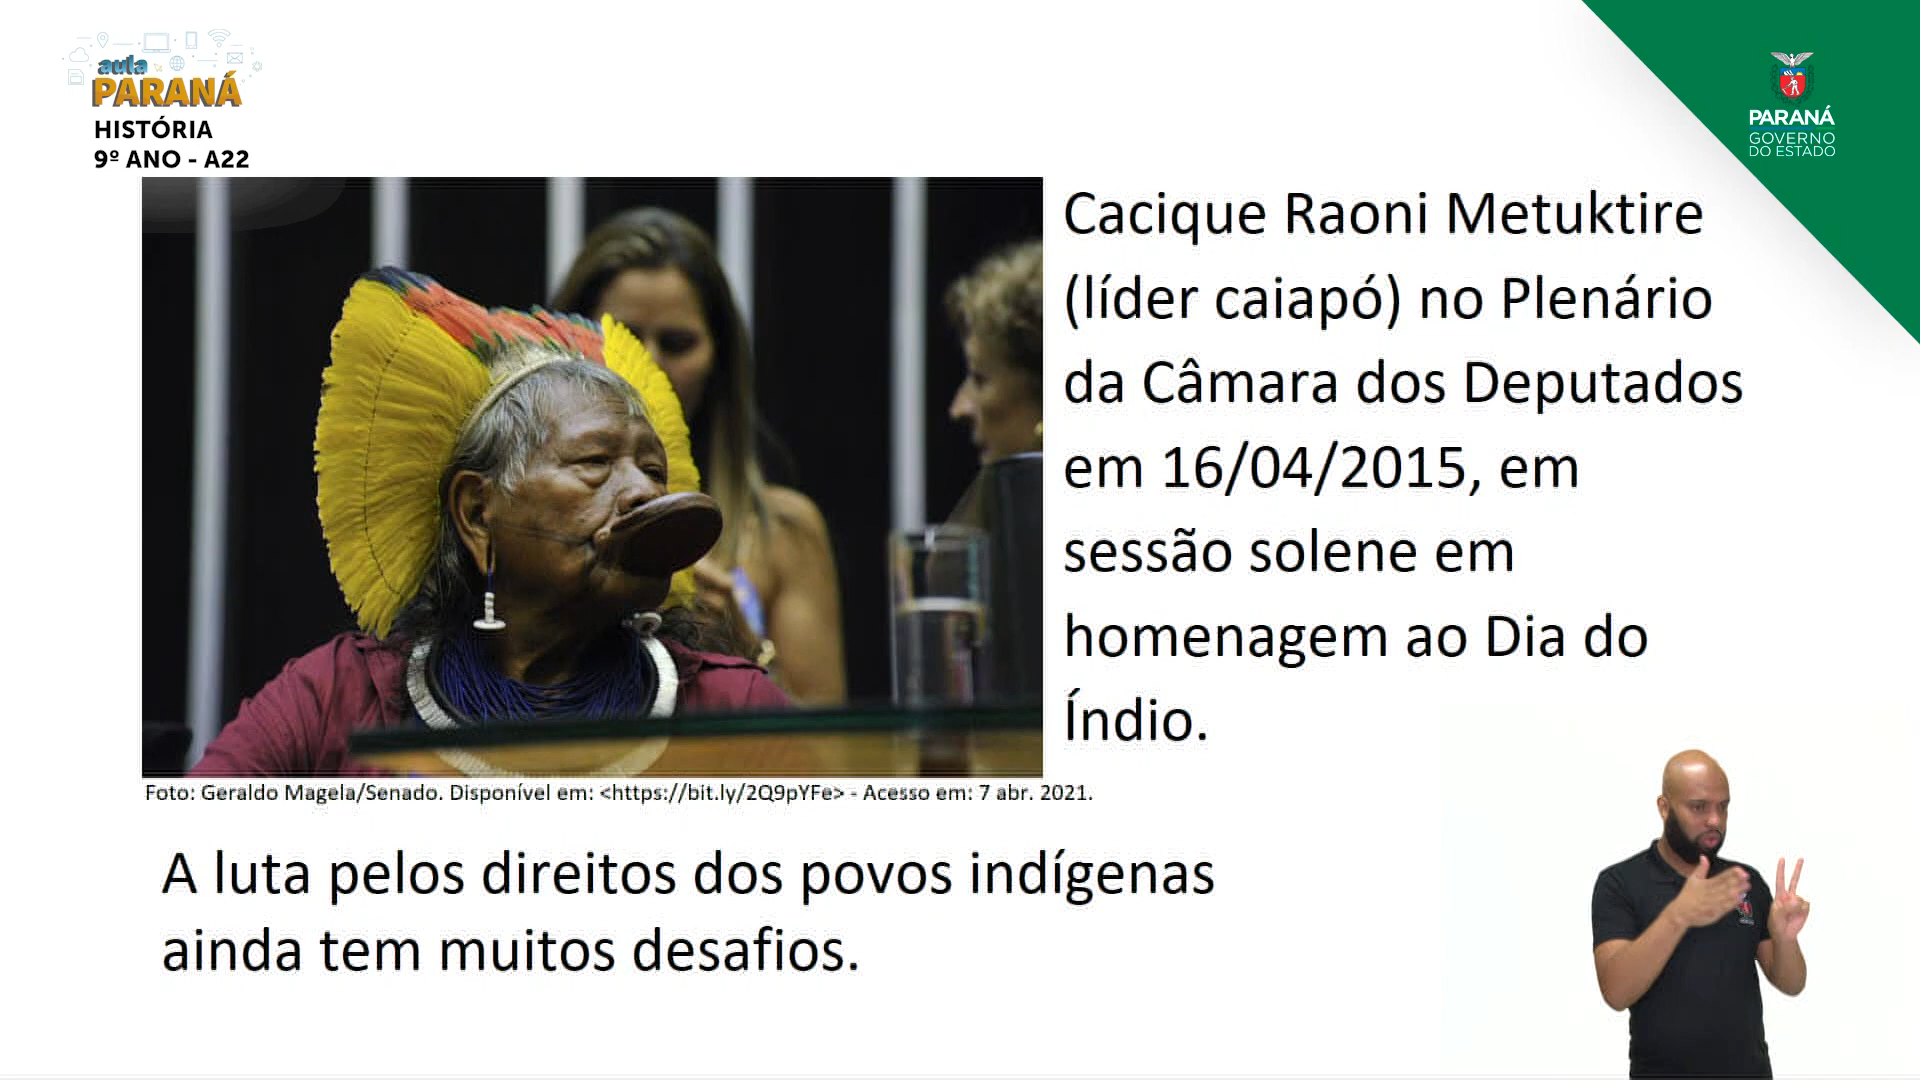 aula
PARANÁ
HISTÓRIA
9º ANO - A22
PARANÁ
GOVERNO
DO ESTADO
Cacique Raoni Metuktire
(líder caiapó) no Plenário
da Câmara dos Deputados
em 16/04/2015, em
sessão solene em
homenagem ao Dia do
Índio.
Foto: Geraldo Magela/Senado. Disponível em: <https://bit.ly/2Q9pYFe> - Acesso em: 7 abr. 2021.
A luta pelos direitos dos povos indígenas
ainda tem muitos desafios.